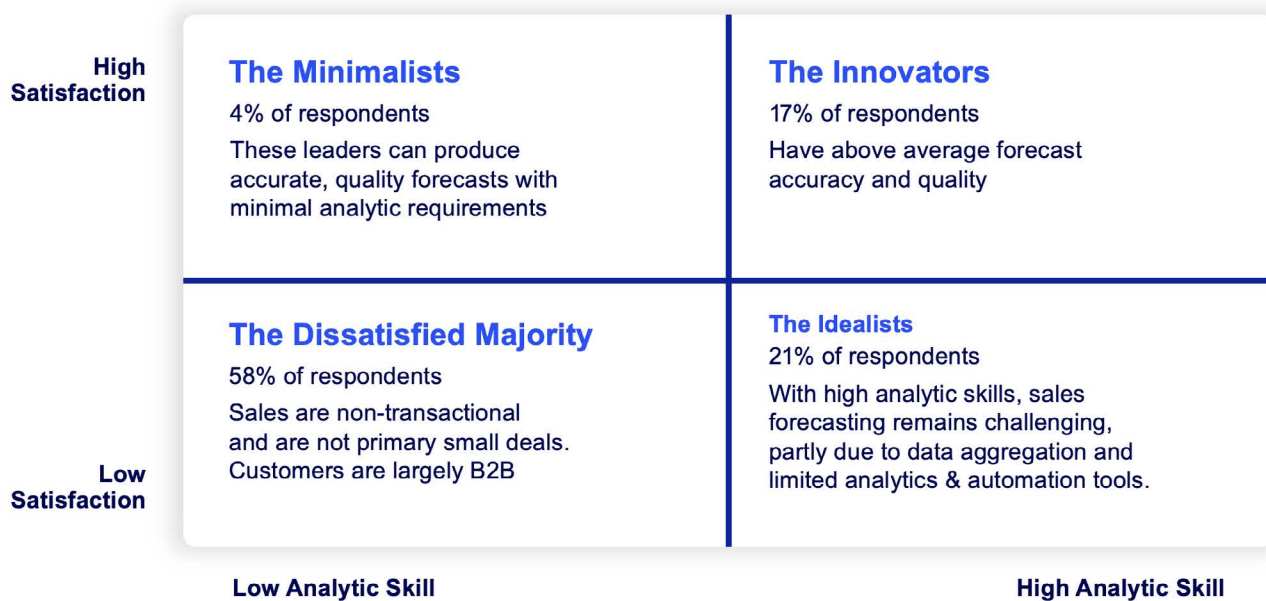 High
Satisfaction
The Minimalists
4% of respondents
These leaders can produce
accurate, quality forecasts with
minimal analytic requirements
The Innovators
17% of respondents
Have above average forecast
accuracy and quality
Low
Satisfaction
The Dissatisfied Majority
58% of respondents
Sales are non-transactional
and are not primary small deals.
Customers are largely B2B
The Idealists
21% of respondents
With high analytic skills, sales
forecasting remains challenging,
partly due to data aggregation and
limited analytics & automation tools.
Low Analytic Skill
High Analytic Skill